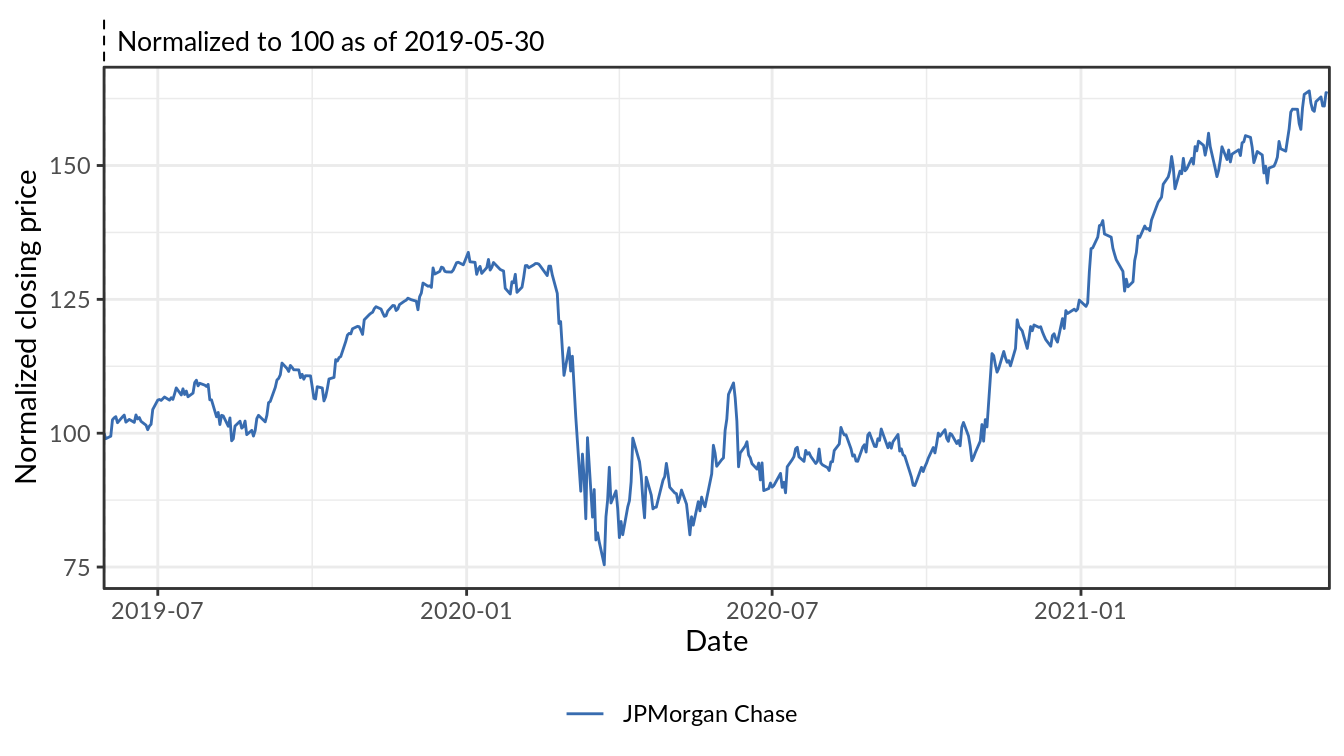 Normalized to 100 as of 2019-05-30
Normalized closing price
150
125
100
75
2019-07
2020-01
2020-07
2021-01
Date
JPMorgan Chase